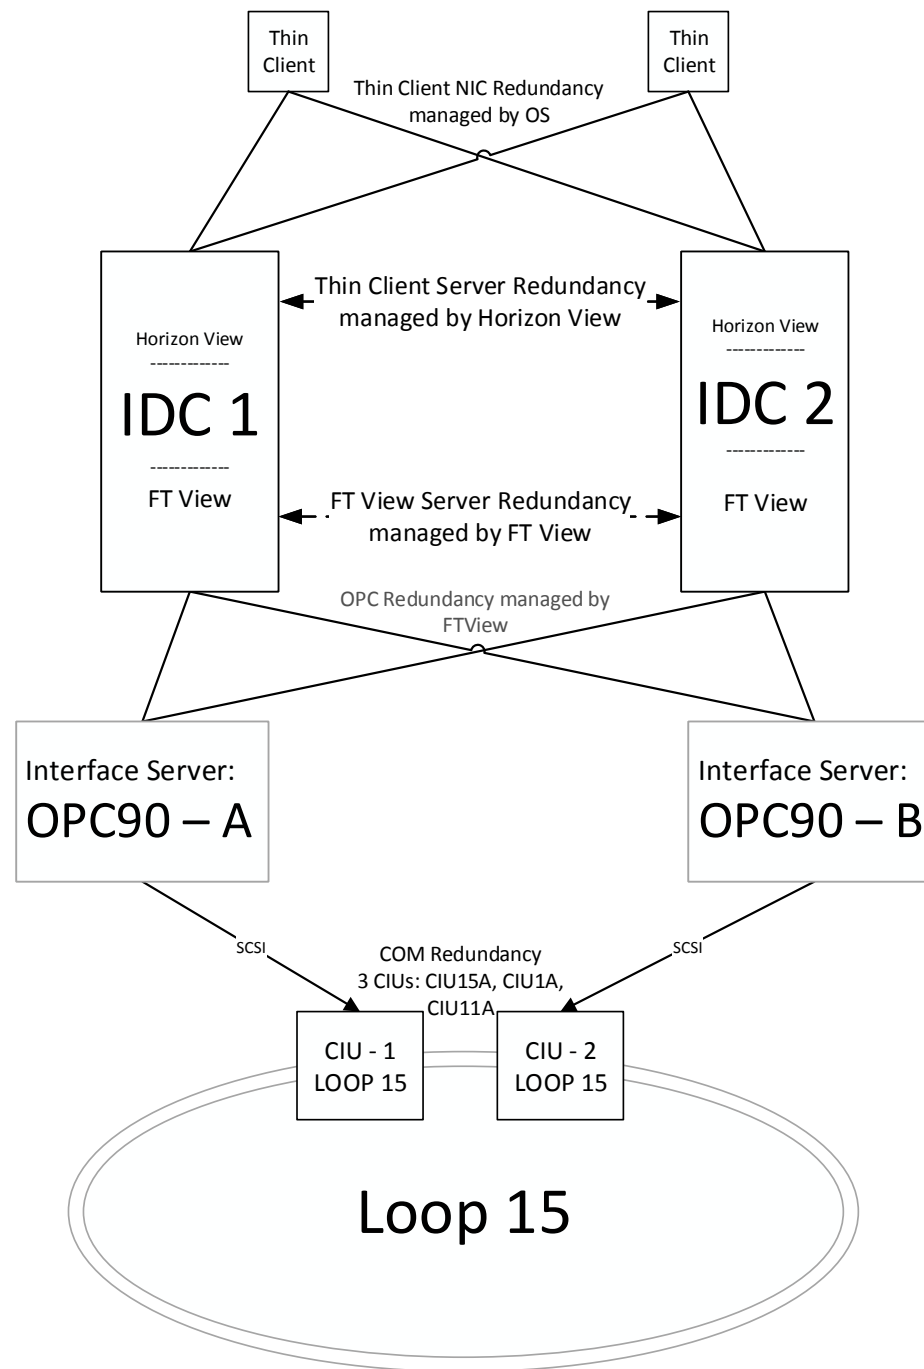 Thin
Client
Thin
Client
Thin Client NIC Redundancy
managed by OS
Thin Client Server Redundancy
managed by Horizon View
Horizon View
-------------
IDC 1
-------------
FT View
Horizon View
-------------
IDC 2
-------------
FT View
FT View Server Redundancy
managed by FT View
OPC Redundancy managed by
FTView
Interface Server:
OPC90 – A
Interface Server:
OPC90 – B
SCSI
SCSI
COM Redundancy
3 CIUs: CIU15A, CIU1A,
CIU11A
CIU - 1
LOOP 15
CIU - 2
LOOP 15
Loop 15